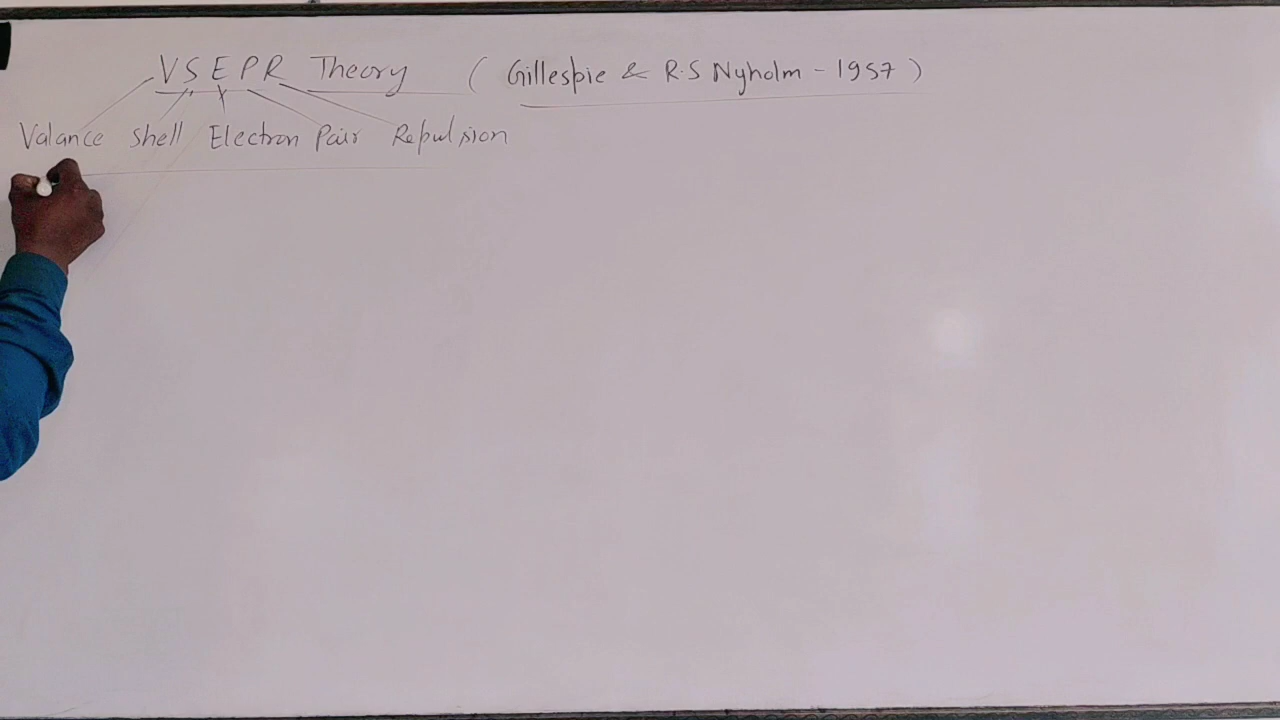 VSEPR Theory ( Gillespie & R.S Nyholm - 1957 )
Valance Shell Electron Pair Repulsion